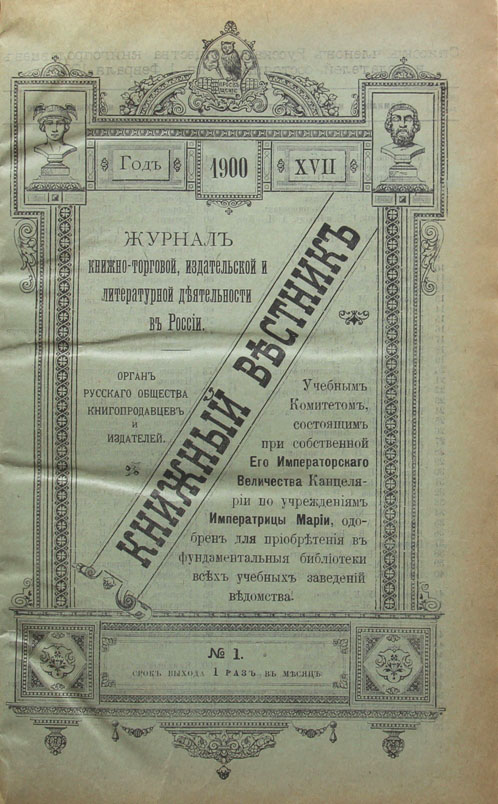 Годъ
1900
XVII
ЖУРНАЛЪ
КНИЖНО-ТОРГОВОЙ, ИЗДАТЕЛЬСКОЙ И
ЛИТЕРАТУРНОЙ ДѢЯТЕЛЬНОСТИ
ВЪ РОССІИ.
КНИЖНЫЙ ВѢСТНИКЪ
ОРГАНЪ
РУССКАГО ОБЩЕСТВА
КНИГОПРОДАВЦЕВЪ
И
ИЗДАТЕЛЕЙ.
Учебнымъ
Комитетомъ,
состоящимъ
при собственной
Его Императорскаго
Величества Канцеля-
ріи по учрежденіямъ
Императрицы Маріи, одо-
бренъ для пріобрѣтенія въ
фундаментальныя библіотеки
всѣхъ учебныхъ заведеній
вѣдомства.
№ 1.
СРОКЪ ВЫХОДА 1 РАЗЪ ВЪ МѢСЯЦЪ